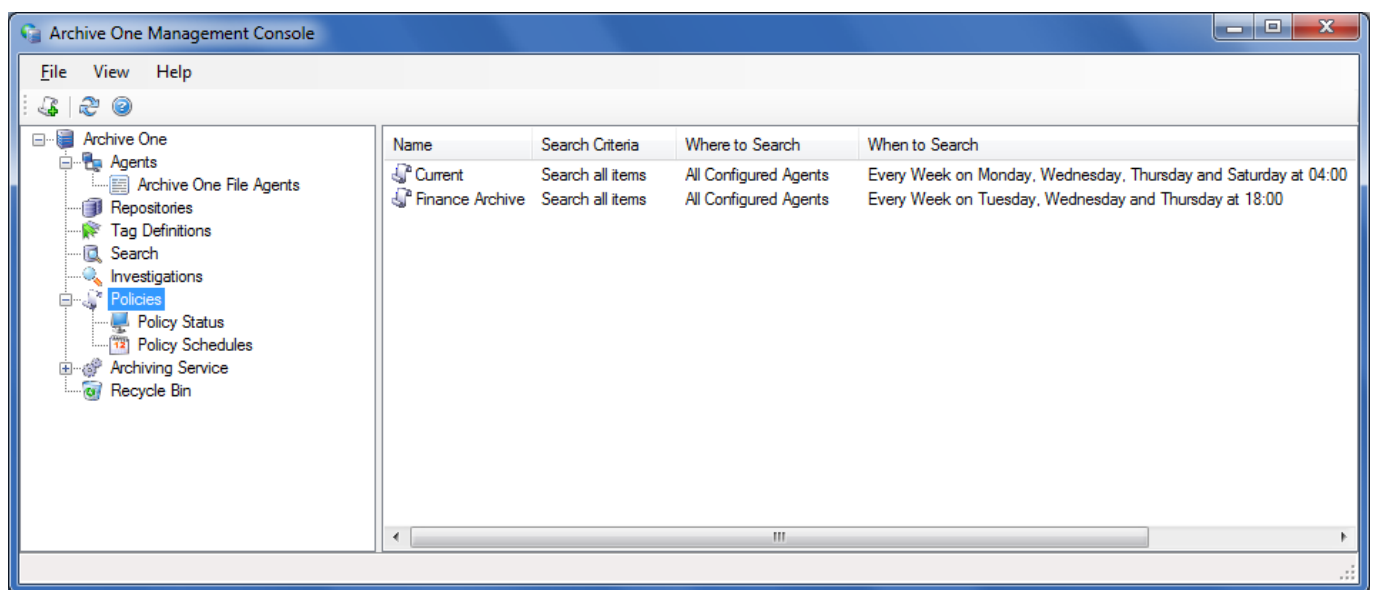 Archive One Management Console
File View Help
Archive One
Agents
Archive One File Agents
Repositories
Tag Definitions
Search
Investigations
Policies
Policy Status
Policy Schedules
Archiving Service
Recycle Bin
Name Search Criteria Where to Search When to Search
Current Search all items All Configured Agents Every Week on Monday, Wednesday, Thursday and Saturday at 04:00
Finance Archive Search all items All Configured Agents Every Week on Tuesday, Wednesday and Thursday at 18:00